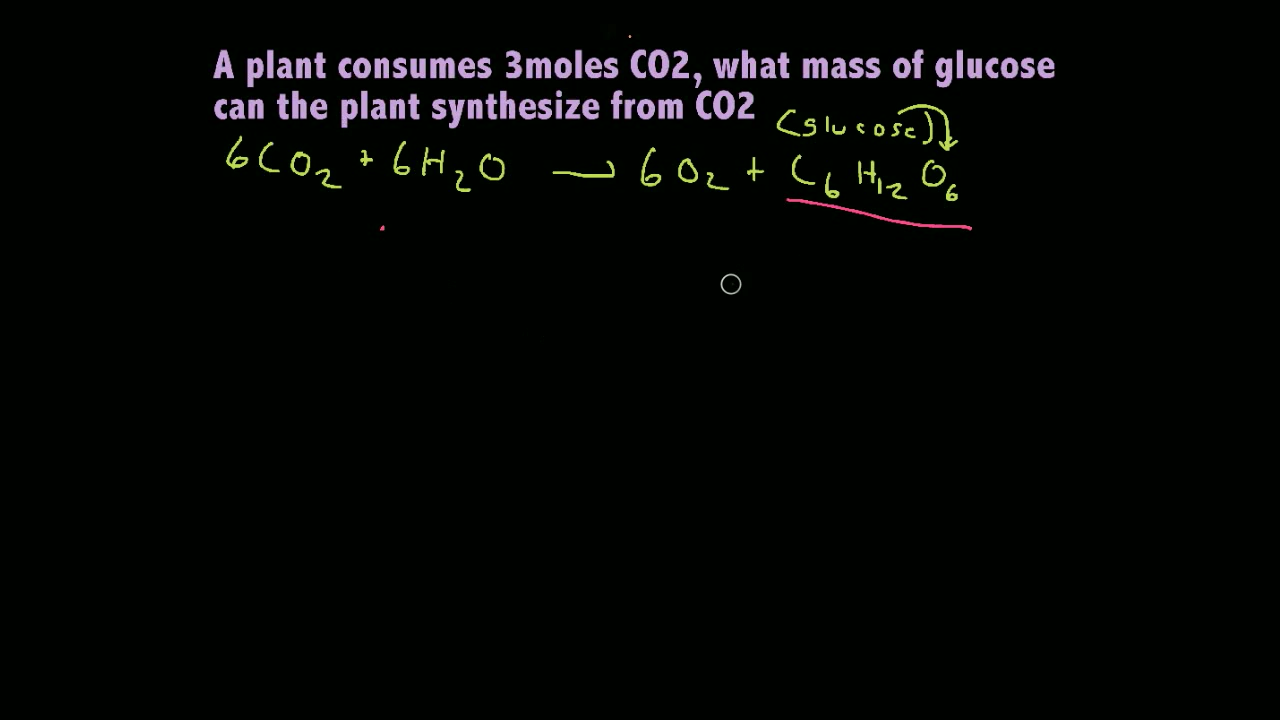 A plant consumes 3moles CO2, what mass of glucose
can the plant synthesize from CO2
(glucose)
6CO₂ + 6H₂O → 6O₂ + C₆H₁₂O₆